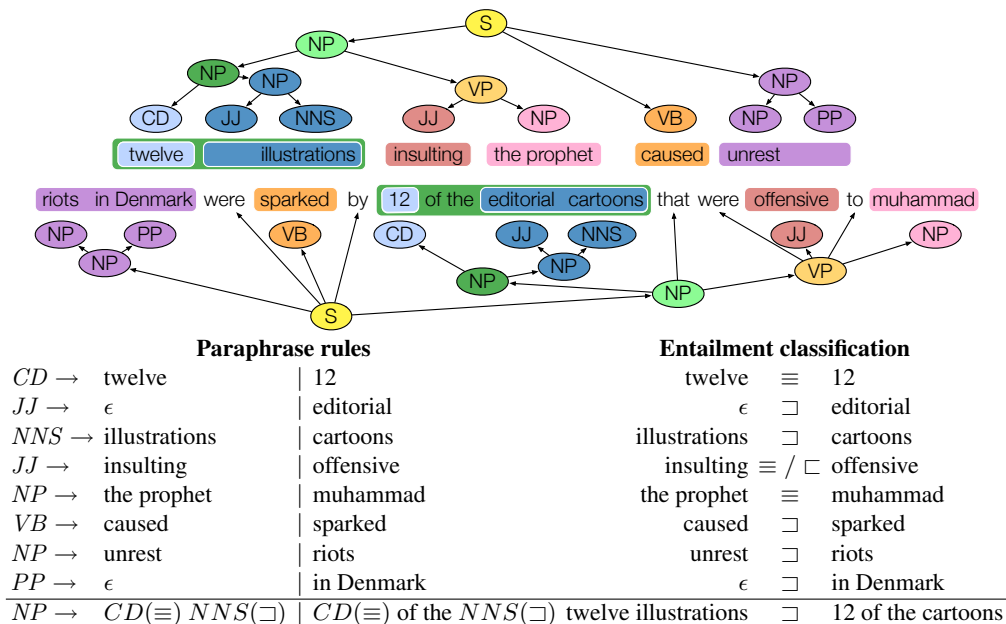 S
NP
NP NP
VP NP
CD JJ NNS JJ NP VB NP PP
twelve illustrations insulting the prophet caused unrest
riots in Denmark were sparked by 12 of the editorial cartoons that were offensive to muhammad
NP PP VB CD JJ NNS JJ NP
NP NP NP VP
S NP
Paraphrase rules Entailment classification
CD → twelve | 12 twelve ≡ 12
JJ → ϵ | editorial ϵ ⊐ editorial
NNS → illustrations | cartoons illustrations ⊐ cartoons
JJ → insulting | offensive insulting ≡ / ⊏ offensive
NP → the prophet | muhammad the prophet ≡ muhammad
VB → caused | sparked caused ⊐ sparked
NP → unrest | riots unrest ⊐ riots
PP → ϵ | in Denmark ϵ ⊐ in Denmark
NP → CD(≡) NNS(⊐) | CD(≡) of the NNS(⊐) twelve illustrations ⊐ 12 of the cartoons